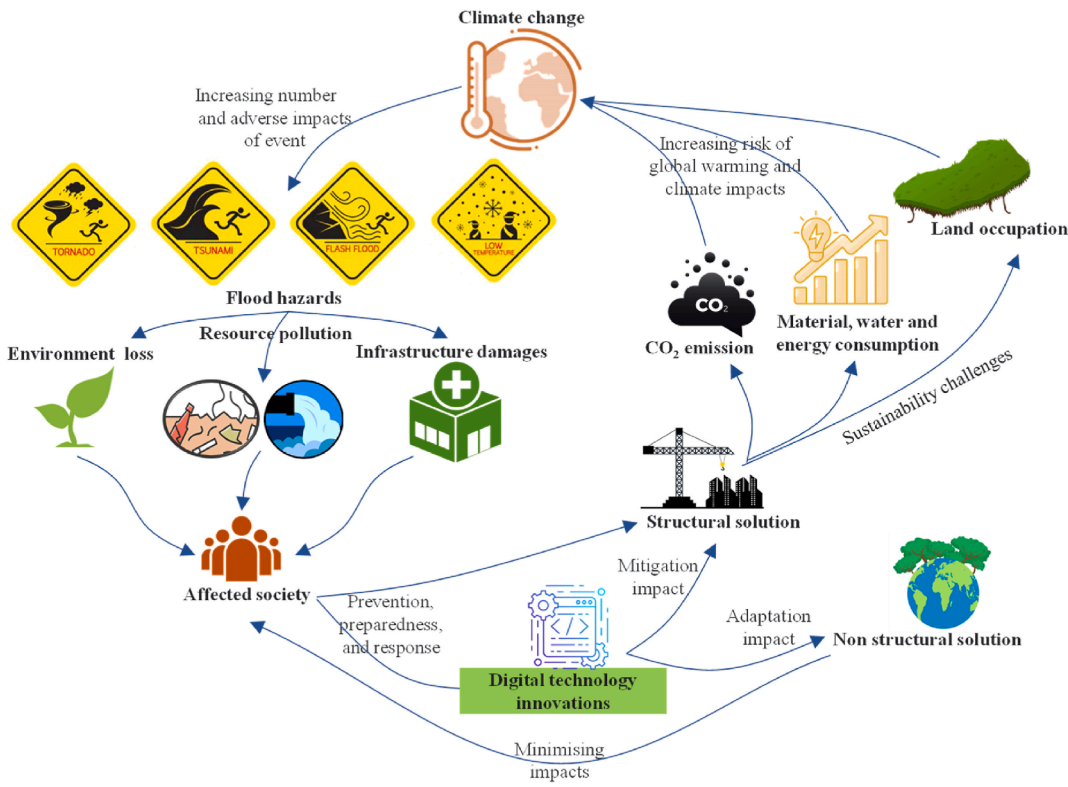 Climate change
Increasing number
and adverse impacts
of event
Increasing risk of
global warming and
climate impacts
TORNADO
TSUNAMI
FLASH FLOOD
LOW
TEMPERATURE
Land occupation
Flood hazards
CO2
Resource pollution
Environment loss
Infrastructure damages
Material, water and
energy consumption
CO₂ emission
Sustainability challenges
Structural solution
Affected society
Mitigation
impact
Prevention,
preparedness,
and response
Adaptation
impact
Non structural solution
</>
Digital technology
innovations
Minimising
impacts